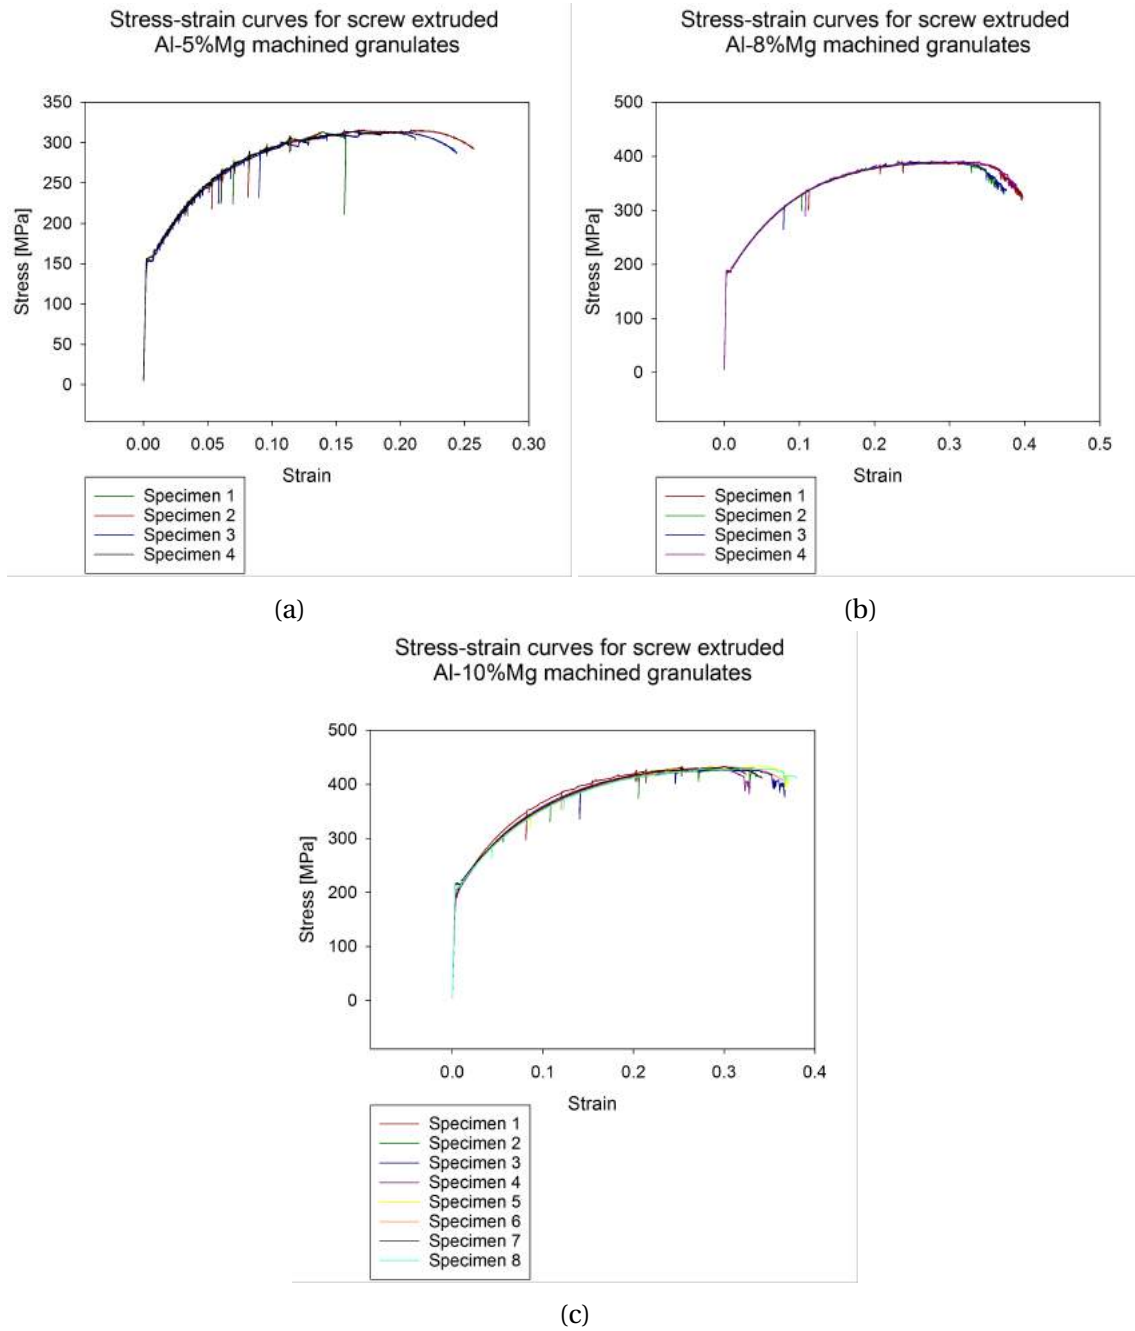 Stress-strain curves for screw extruded
Al-5%Mg machined granulates
Stress [MPa]
350
300
250
200
150
100
50
0
0.00 0.05 0.10 0.15 0.20 0.25 0.30
Strain
Specimen 1
Specimen 2
Specimen 3
Specimen 4
(a)
Stress-strain curves for screw extruded
Al-8%Mg machined granulates
Stress [MPa]
500
400
300
200
100
0
0.0 0.1 0.2 0.3 0.4 0.5
Strain
Specimen 1
Specimen 2
Specimen 3
Specimen 4
(b)
Stress-strain curves for screw extruded
Al-10%Mg machined granulates
Stress [MPa]
500
400
300
200
100
0
0.0 0.1 0.2 0.3 0.4
Strain
Specimen 1
Specimen 2
Specimen 3
Specimen 4
Specimen 5
Specimen 6
Specimen 7
Specimen 8
(c)